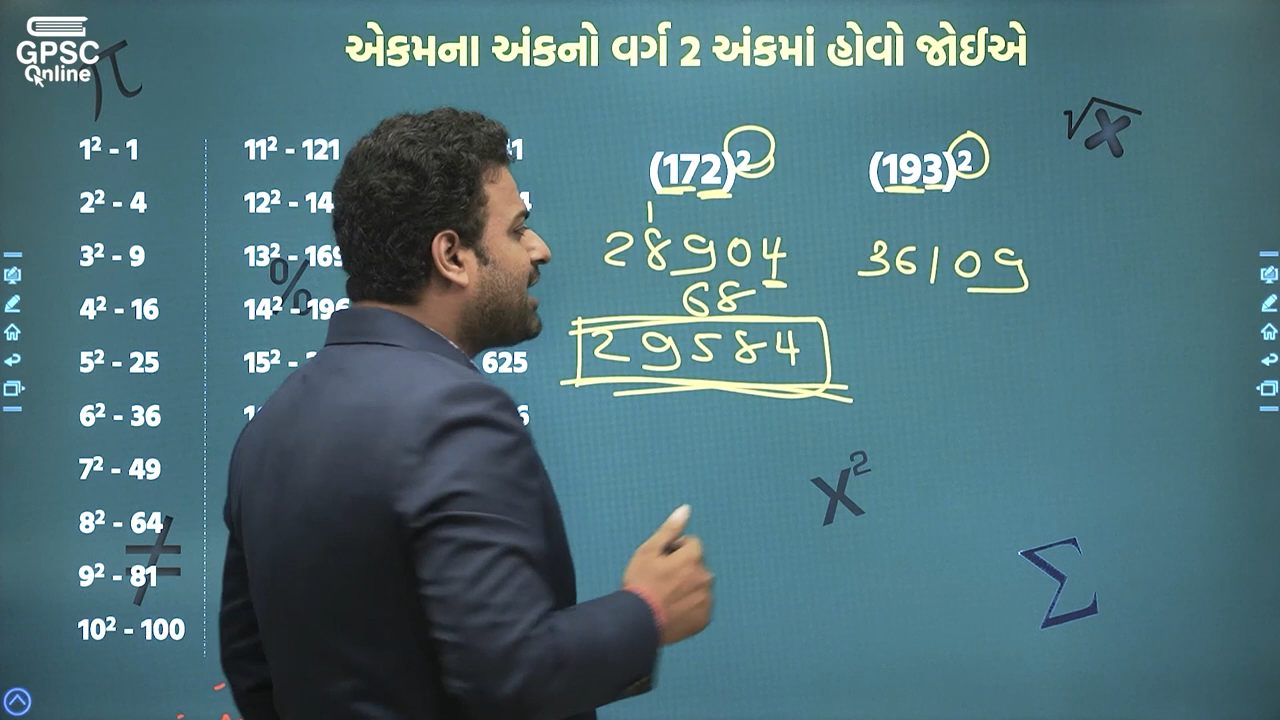 GPSC
Online
એકમના અંકનો વર્ગ 2 અંકમાં હોવો જોઈએ
π
√x
1² - 1
2² - 4
3² - 9
4² - 16
5² - 25
6² - 36
7² - 49
8² - 64
9² - 81
10² - 100
11² - 121
12² - 14
13² - 169
14² - 196
15² -
625
%
≠
(172)²
1
28904
68
29584
(193)²
36109
x²
Σ